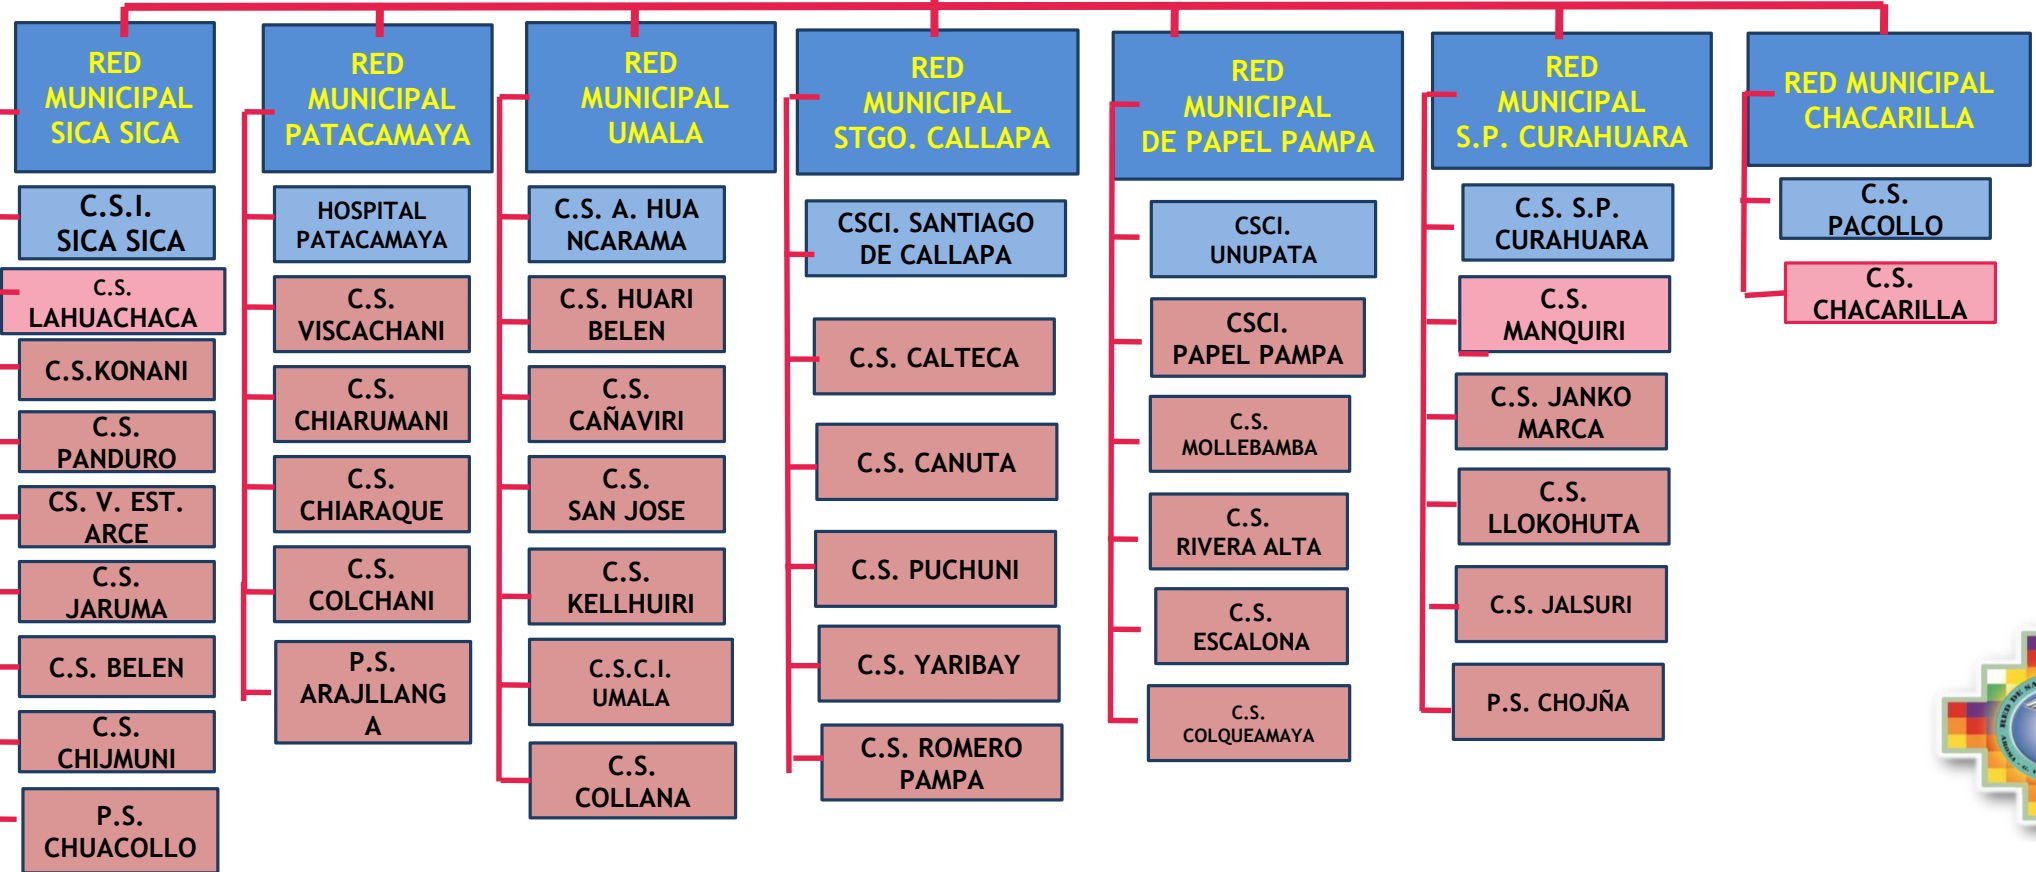 RED
MUNICIPAL
SICA SICA
C.S.I.
SICA SICA
C.S.
LAHUACHACA
C.S.KONANI
C.S.
PANDURO
CS. V. EST.
ARCE
C.S.
JARUMA
C.S. BELEN
C.S.
CHIJMUNI
P.S.
CHUACOLLO
RED
MUNICIPAL
PATACAMAYA
HOSPITAL
PATACAMAYA
C.S.
VISCACHANI
C.S.
CHIARUMANI
C.S.
CHIARAQUE
C.S.
COLCHANI
P.S.
ARAJLLANG
A
RED
MUNICIPAL
UMALA
C.S. A. HUA
NCARAMA
C.S. HUARI
BELEN
C.S.
CAÑAVIRI
C.S.
SAN JOSE
C.S.
KELLHUIRI
C.S.C.I.
UMALA
C.S.
COLLANA
RED
MUNICIPAL
STGO. CALLAPA
CSCI. SANTIAGO
DE CALLAPA
C.S. CALTECA
C.S. CANUTA
C.S. PUCHUNI
C.S. YARIBAY
C.S. ROMERO
PAMPA
RED
MUNICIPAL
DE PAPEL PAMPA
CSCI.
UNUPATA
CSCI.
PAPEL PAMPA
C.S.
MOLLEBAMBA
C.S.
RIVERA ALTA
C.S.
ESCALONA
C.S.
COLQUEAMAYA
RED
MUNICIPAL
S.P. CURAHUARA
C.S. S.P.
CURAHUARA
C.S.
MANQUIRI
C.S. JANKO
MARCA
C.S.
LLOKOHUTA
C.S. JALSURI
P.S. CHOJÑA
RED MUNICIPAL
CHACARILLA
C.S.
PACOLLO
C.S.
CHACARILLA
RED DE SA